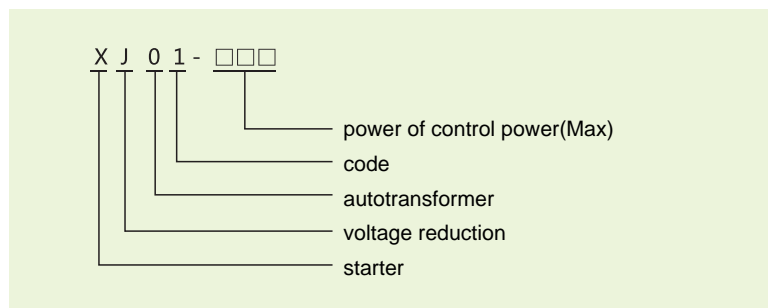 X J 0 1 - □□□
power of control power(Max)
code
autotransformer
voltage reduction
starter